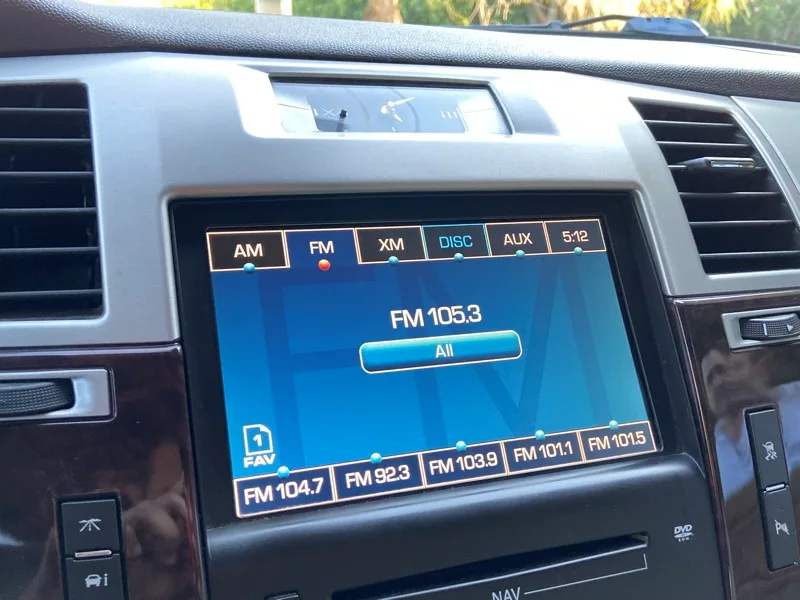 AM FM XM DISC AUX 5:12
FM 105.3
All
1
FAV
FM 104.7 FM 92.3 FM 103.9 FM 101.1 FM 101.5
DVD
ROM
NAV